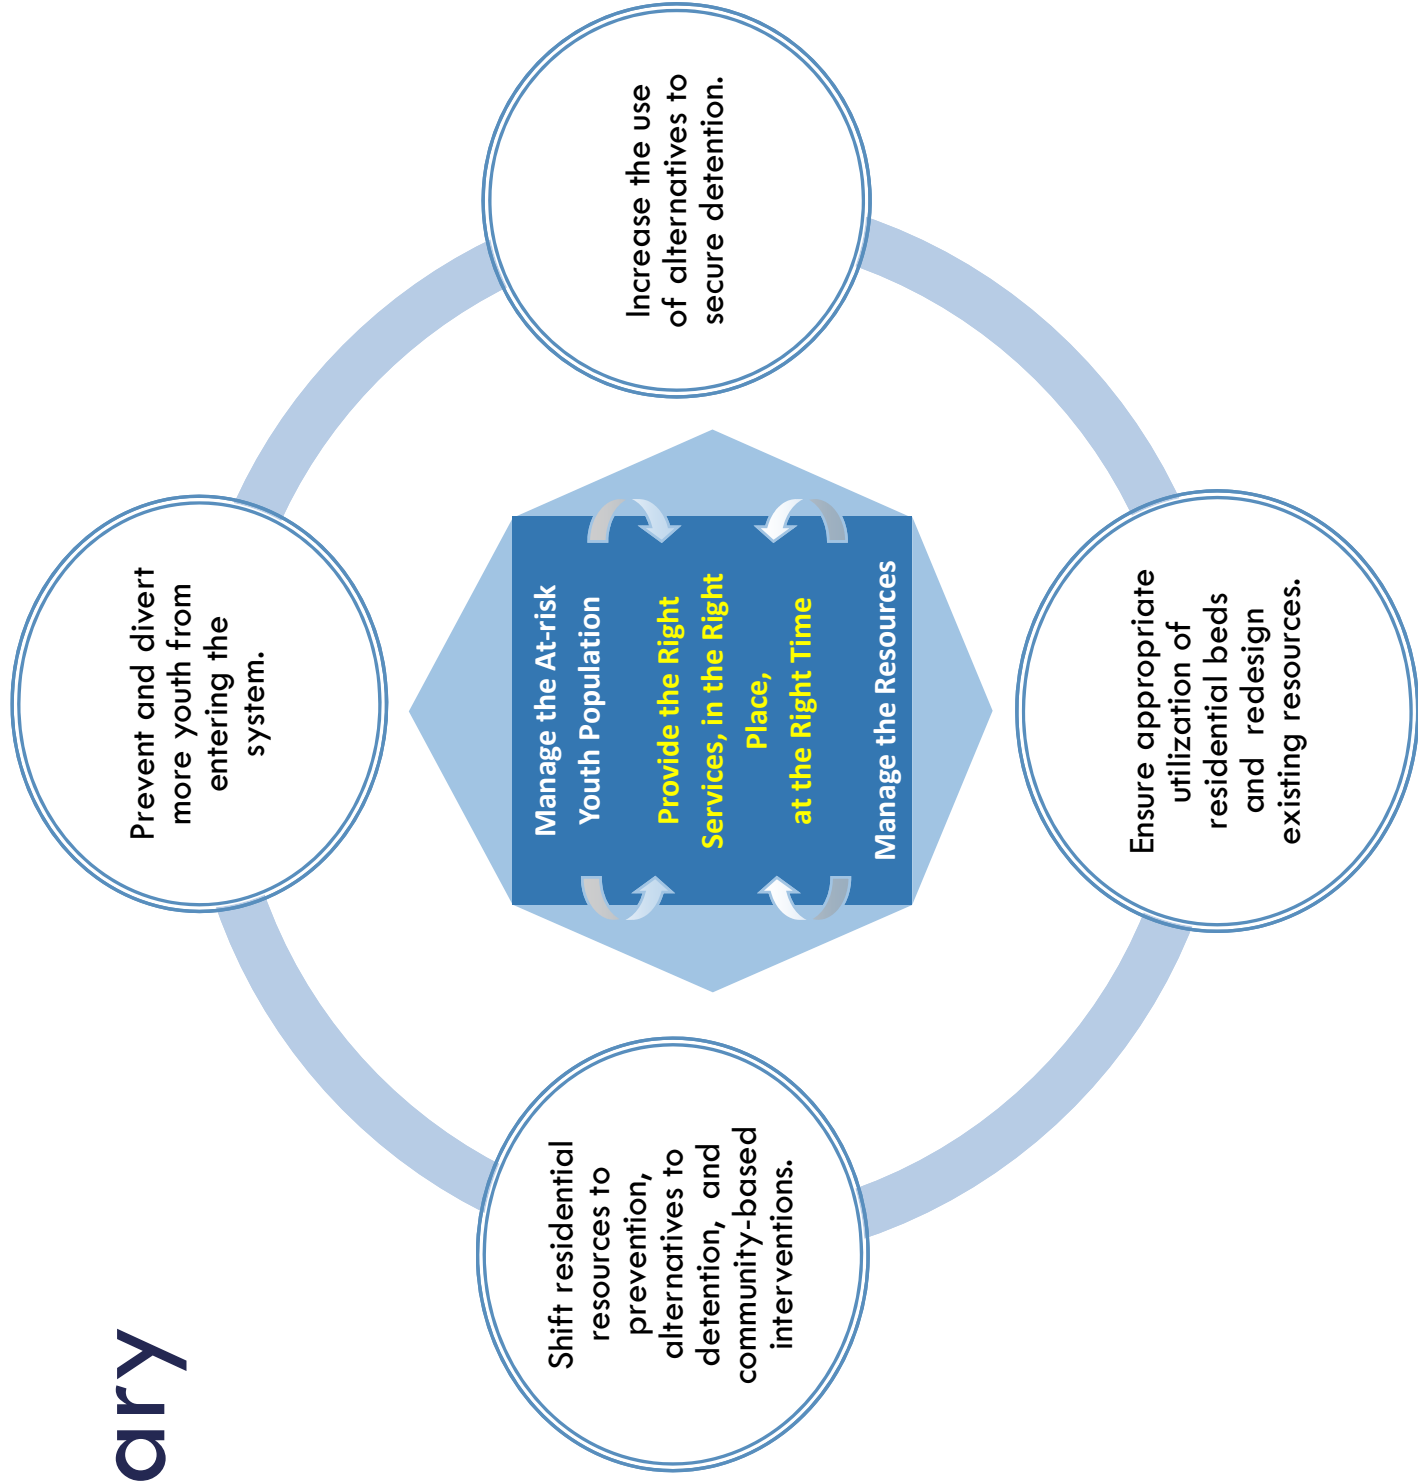 ary
Prevent and divert
more youth from
entering the
system.
Increase the use
of alternatives to
secure detention.
Ensure appropriate
utilization of
residential beds
and redesign
existing resources.
Shift residential
resources to
prevention,
alternatives to
detention, and
community-based
interventions.
Manage the At-risk
Youth Population
Provide the Right
Services, in the Right
Place,
at the Right Time
Manage the Resources